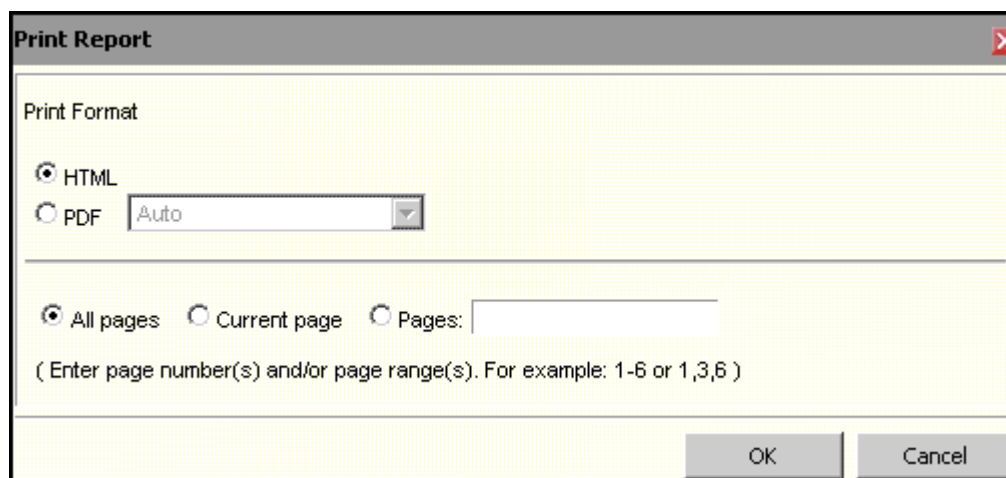 Print Report
Print Format
HTML
PDF Auto
All pages Current page Pages:
( Enter page number(s) and/or page range(s). For example: 1-6 or 1,3,6 )
OK Cancel